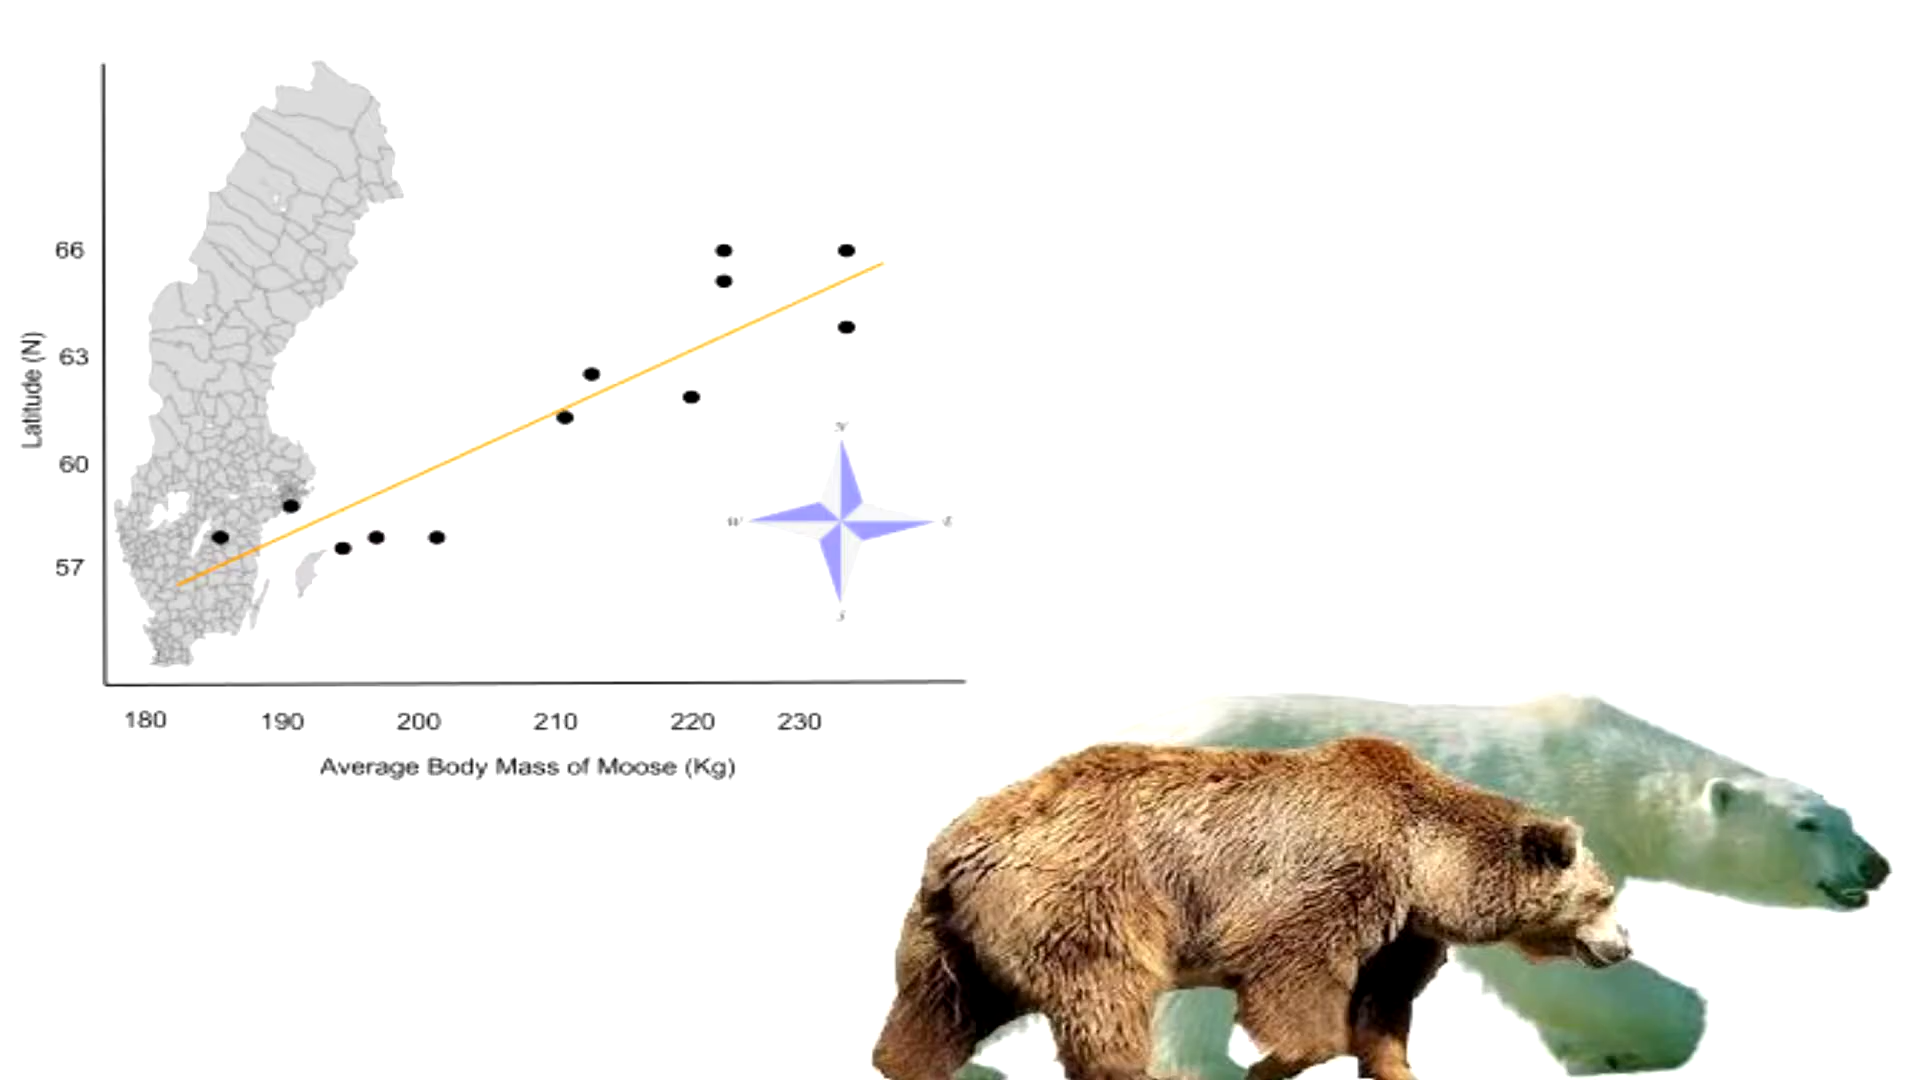 66
63
60
57
Latitude (N)
N
W
E
S
180 190 200 210 220 230
Average Body Mass of Moose (Kg)